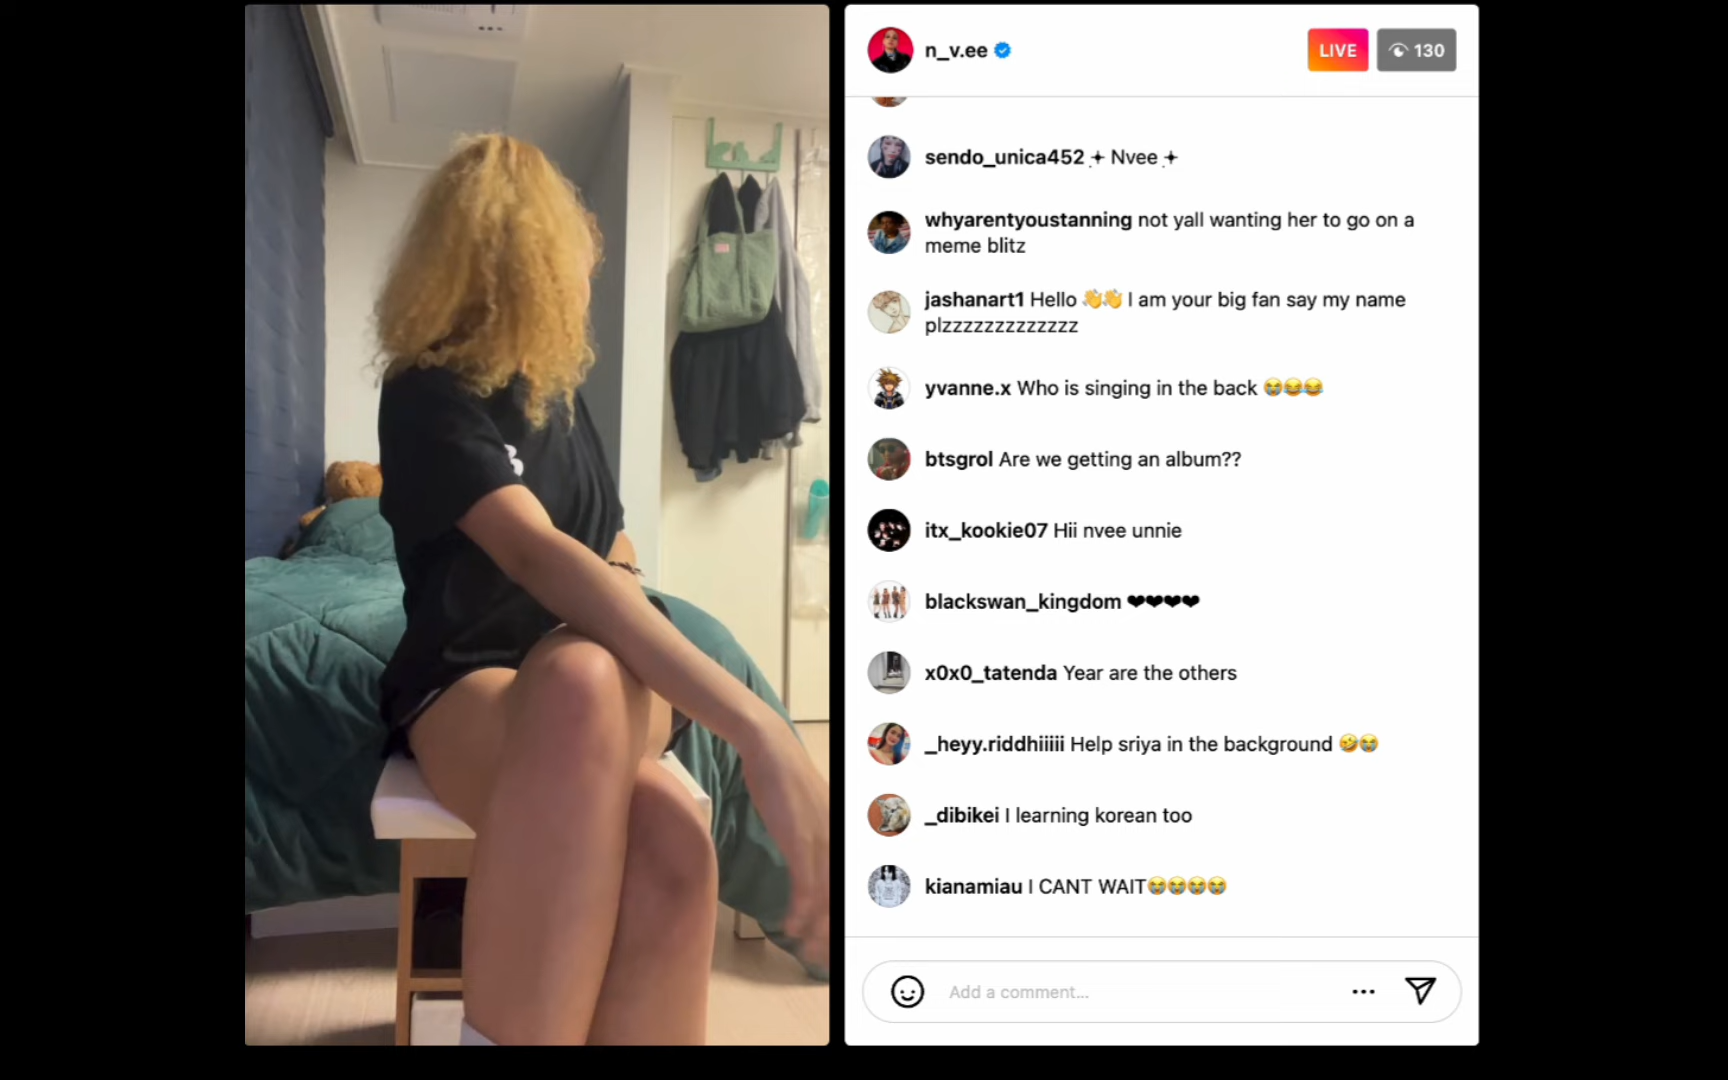 n_v.ee
LIVE
130
sendo_unica452 ✦ Nvee ✦
whyarentyoustanning not yall wanting her to go on a
meme blitz
jashanart1 Hello 👏👏 I am your big fan say my name
plzzzzzzzzzzzzz
yvanne.x Who is singing in the back 😭😂😂
btsgrol Are we getting an album??
itx_kookie07 Hii nvee unnie
blackswan_kingdom ❤❤❤❤
x0x0_tatenda Year are the others
_heyy.riddhiiiii Help sriya in the background 🤣😭
_dibikei I learning korean too
kianamiau I CANT WAIT😭😭😭😭
Add a comment...